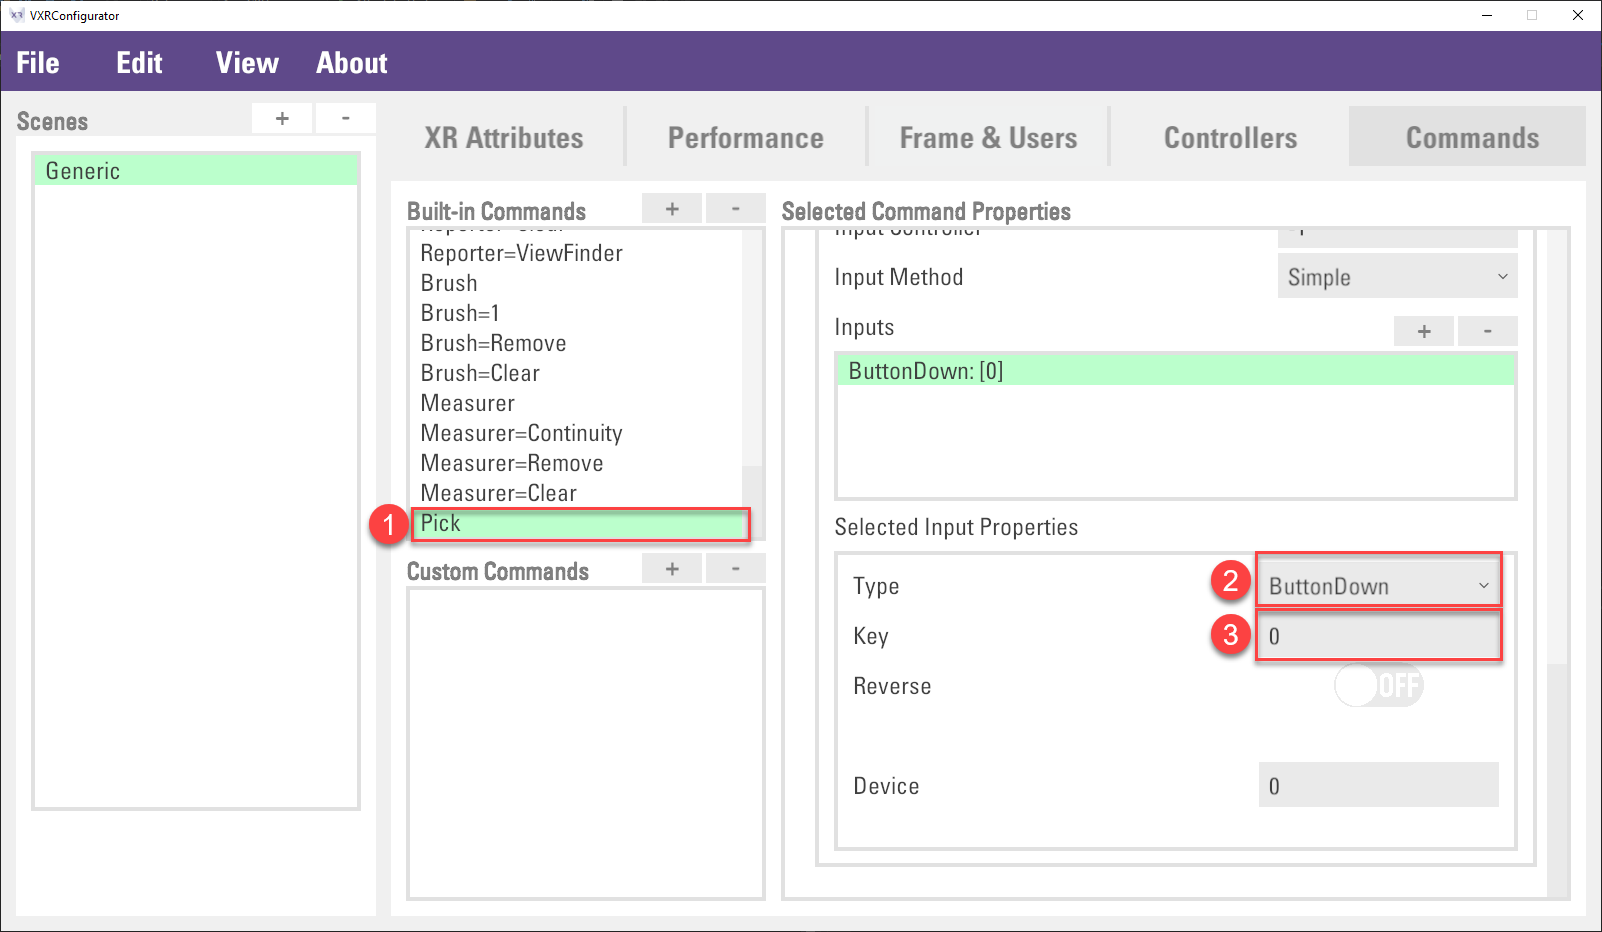 VXRConfigurator
File Edit View About
Scenes + -
Generic
XR Attributes Performance Frame & Users Controllers Commands
Built-in Commands + -
Reporter=ViewFinder
Brush
Brush=1
Brush=Remove
Brush=Clear
Measurer
Measurer=Continuity
Measurer=Remove
Measurer=Clear
1 Pick
Custom Commands + -
Selected Command Properties
Input Controller
Input Method Simple
Inputs + -
ButtonDown: [0]
Selected Input Properties
Type 2 ButtonDown
Key 3 0
Reverse OFF
Device 0